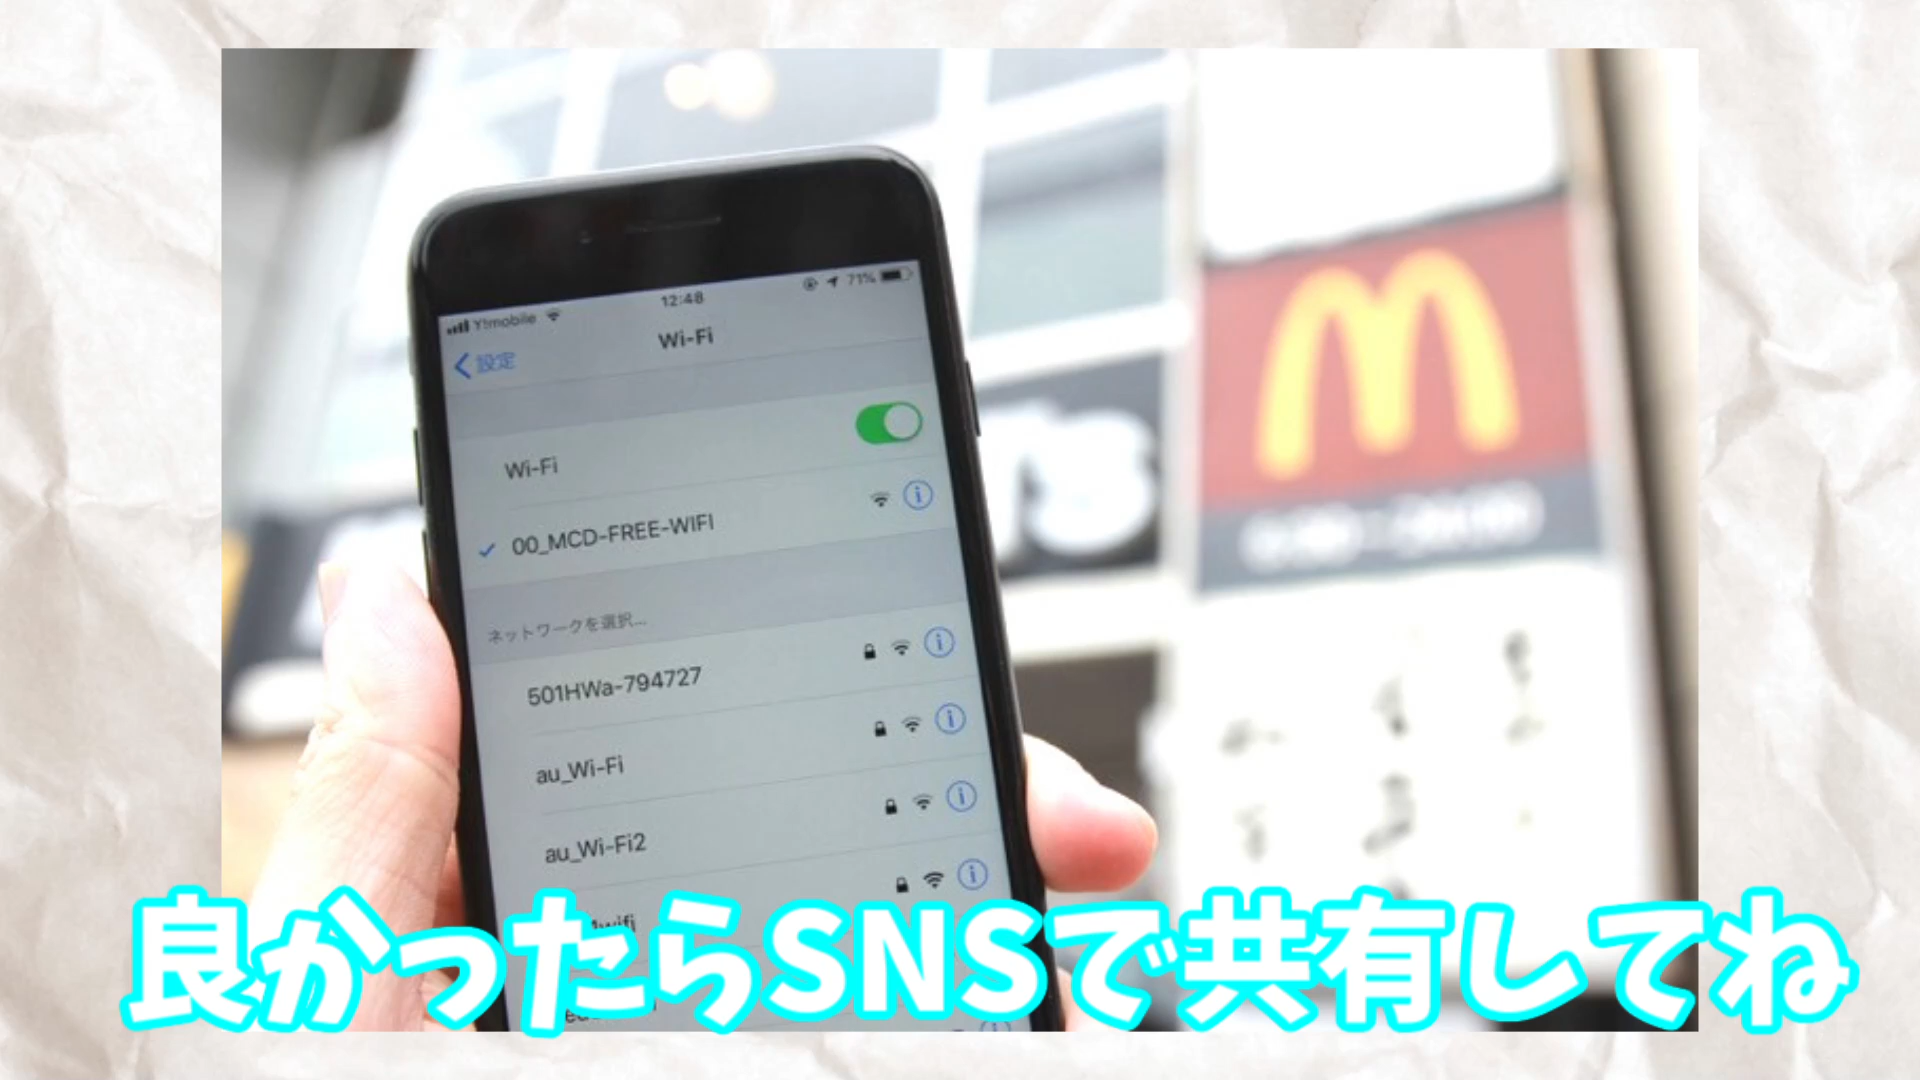 Y!mobile
12:48
71%
設定
Wi-Fi
Wi-Fi
00_MCD-FREE-WIFI
ネットワークを選択...
501HWa-794727
au_Wi-Fi
au_Wi-Fi2
良かったらSNSで共有してね